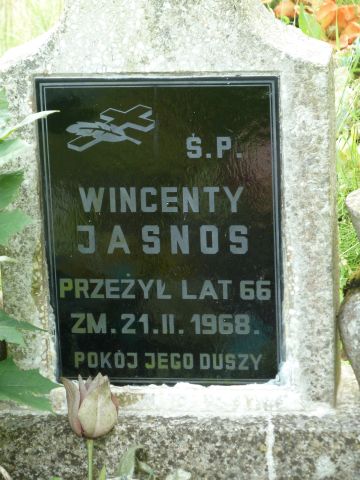 Ś.P.
WINCENTY
JASNOS
PRZEŻYŁ LAT 66
ZM. 21. II. 1968.
POKÓJ JEGO DUSZY